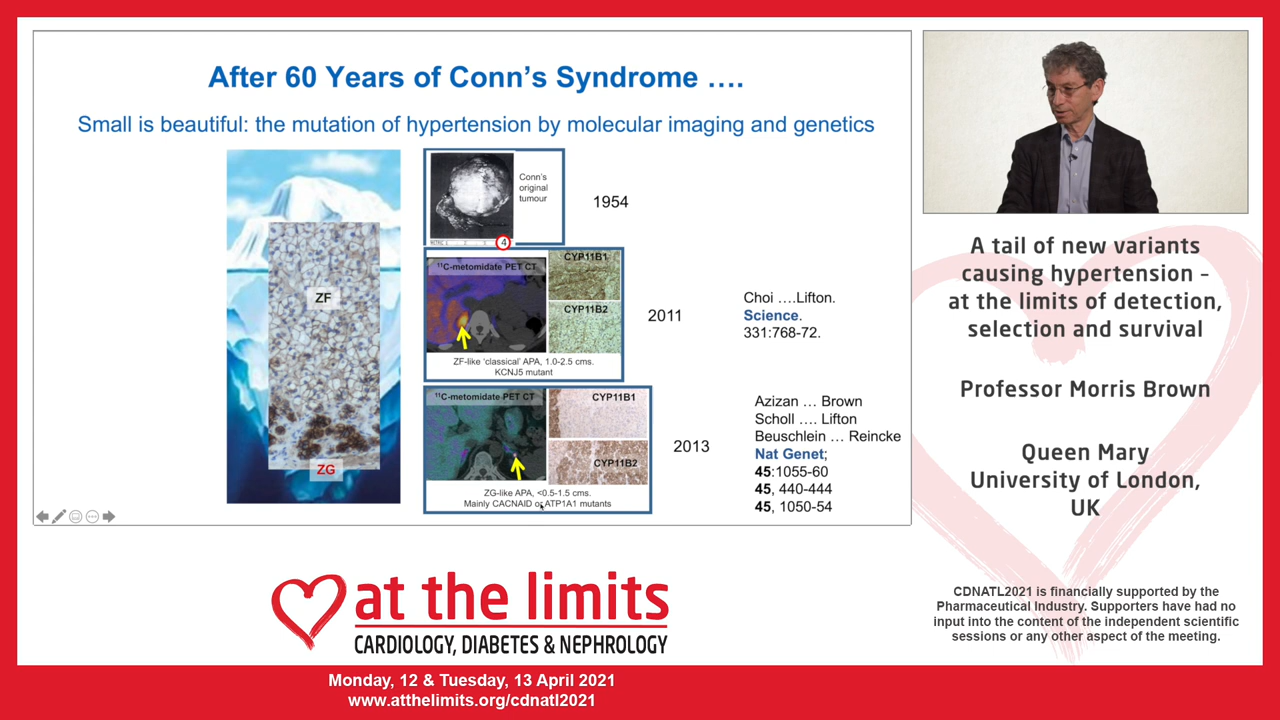 After 60 Years of Conn's Syndrome ….
Small is beautiful: the mutation of hypertension by molecular imaging and genetics
ZF
ZG
Conn's
original
tumour
4
1954
¹¹C-metomidate PET CT
CYP11B1
CYP11B2
ZF-like 'classical' APA, 1.0-2.5 cms.
KCNJ5 mutant
2011
Choi ….Lifton.
Science.
331:768-72.
¹¹C-metomidate PET CT
CYP11B1
CYP11B2
ZG-like APA, <0.5-1.5 cms.
Mainly CACNAID or ATP1A1 mutants
2013
Azizan … Brown
Scholl …. Lifton
Beuschlein … Reincke
Nat Genet;
45:1055-60
45, 440-444
45, 1050-54
A tail of new variants
causing hypertension –
at the limits of detection,
selection and survival
Professor Morris Brown
Queen Mary
University of London,
UK
CDNATL2021 is financially supported by the
Pharmaceutical Industry. Supporters have had no
input into the content of the independent scientific
sessions or any other aspect of the meeting.
at the limits
CARDIOLOGY, DIABETES & NEPHROLOGY
Monday, 12 & Tuesday, 13 April 2021
www.atthelimits.org/cdnatl2021